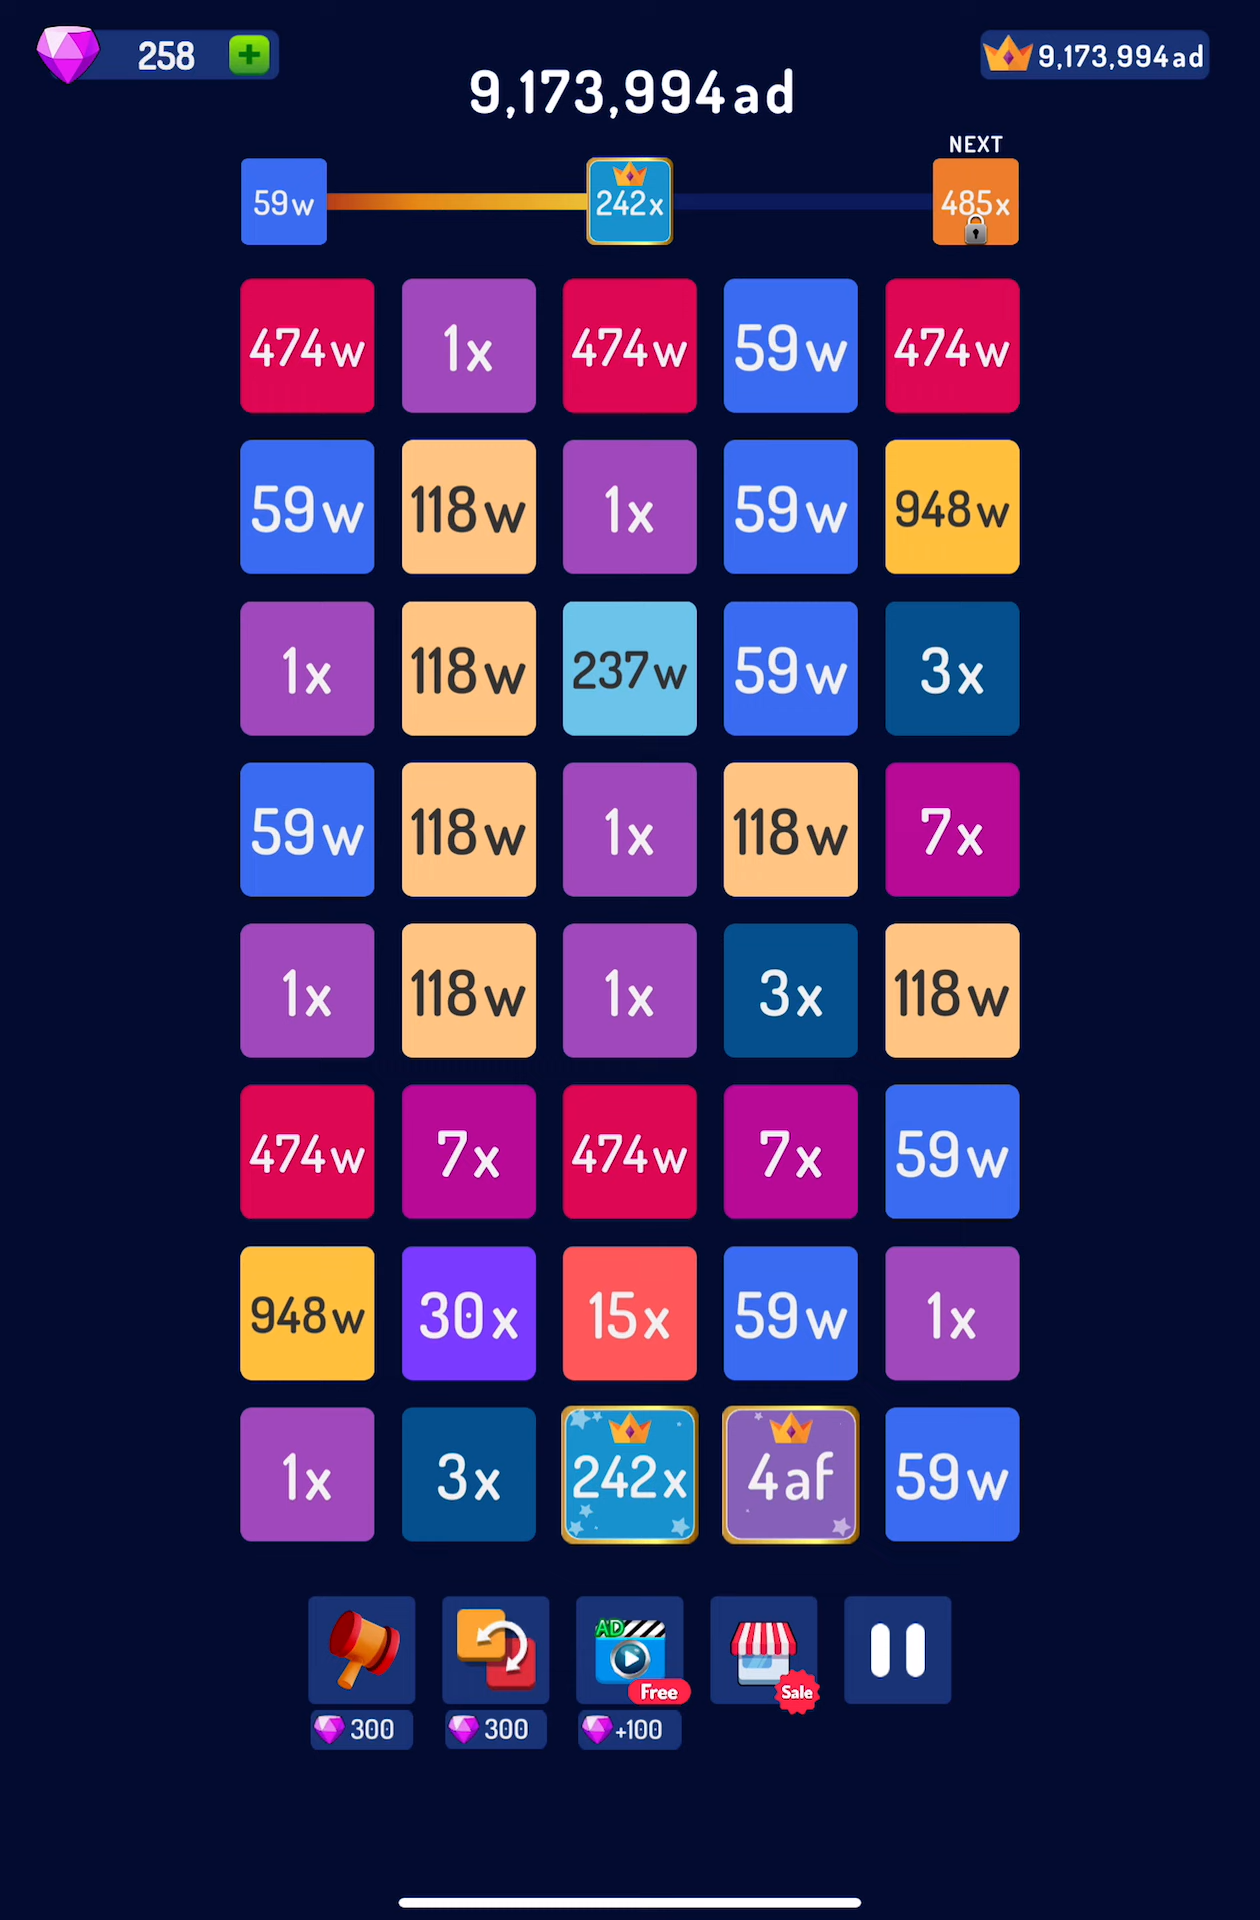 258
9,173,994ad
9,173,994ad
NEXT
59w 242x 485x
474w 1x 474w 59w 474w
59w 118w 1x 59w 948w
1x 118w 237w 59w 3x
59w 118w 1x 118w 7x
1x 118w 1x 3x 118w
474w 7x 474w 7x 59w
948w 30x 15x 59w 1x
1x 3x 242x 4af 59w
AD
Free Sale
300 300 +100